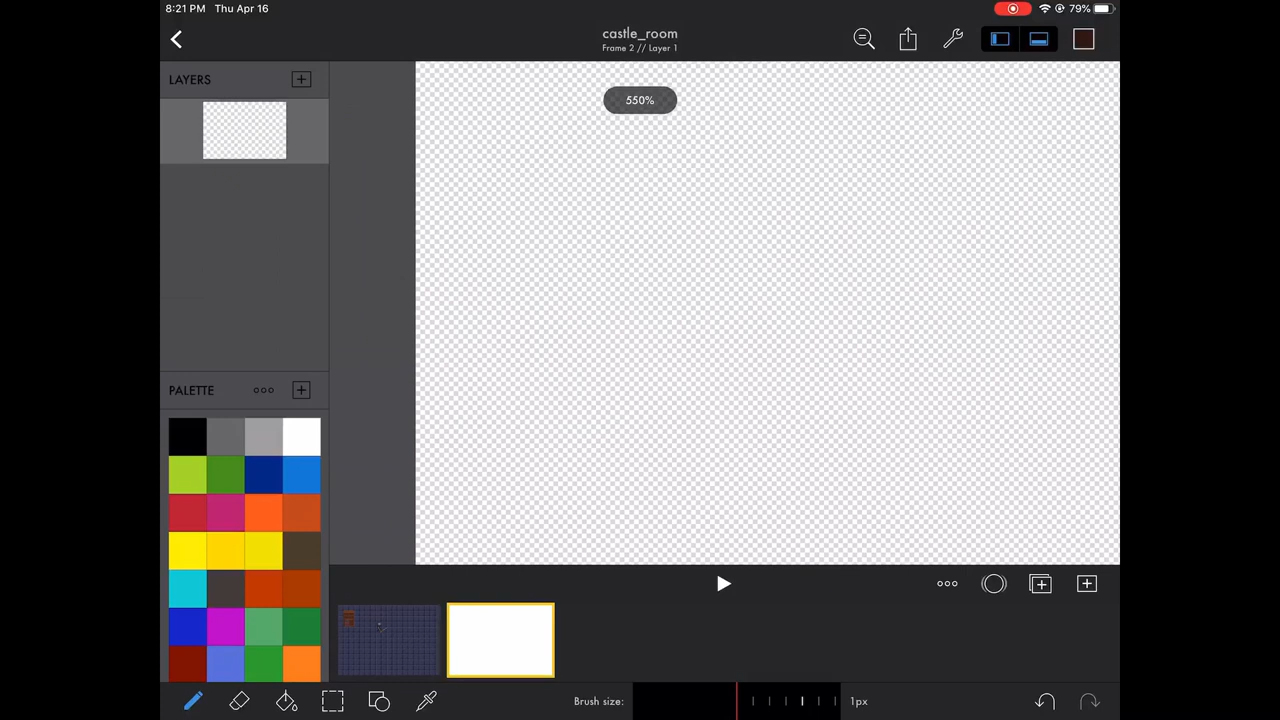 8:21 PM Thu Apr 16
79%
castle_room
Frame 2 // Layer 1
LAYERS
550%
PALETTE
Brush size:
1px